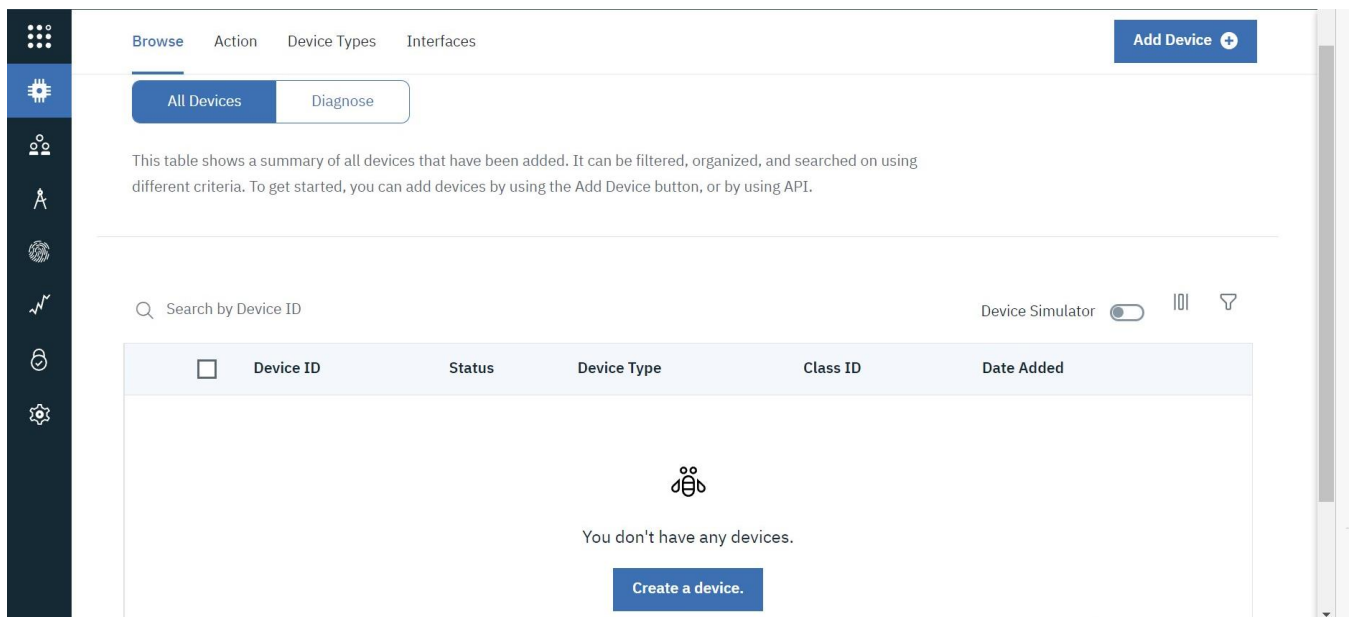 Browse Action Device Types Interfaces Add Device
All Devices Diagnose
This table shows a summary of all devices that have been added. It can be filtered, organized, and searched on using
different criteria. To get started, you can add devices by using the Add Device button, or by using API.
Search by Device ID Device Simulator
Device ID Status Device Type Class ID Date Added
You don't have any devices.
Create a device.